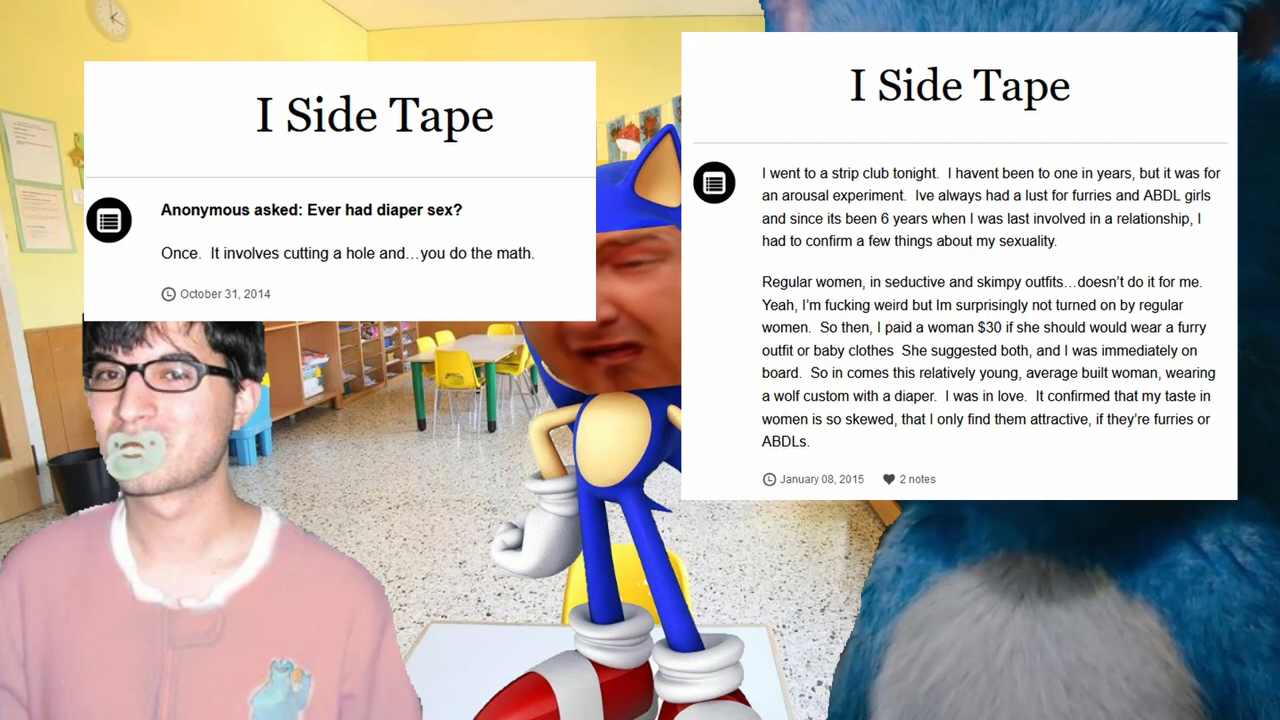 I Side Tape
Anonymous asked: Ever had diaper sex?
Once.  It involves cutting a hole and…you do the math.
October 31, 2014
I Side Tape
I went to a strip club tonight.  I havent been to one in years, but it was for
an arousal experiment.  Ive always had a lust for furries and ABDL girls
and since its been 6 years when I was last involved in a relationship, I
had to confirm a few things about my sexuality.
Regular women, in seductive and skimpy outfits…doesn’t do it for me.
Yeah, I’m fucking weird but Im surprisingly not turned on by regular
women.  So then, I paid a woman $30 if she should would wear a furry
outfit or baby clothes  She suggested both, and I was immediately on
board.  So in comes this relatively young, average built woman, wearing
a wolf custom with a diaper.  I was in love.  It confirmed that my taste in
women is so skewed, that I only find them attractive, if they’re furries or
ABDLs.
January 08, 2015 2 notes